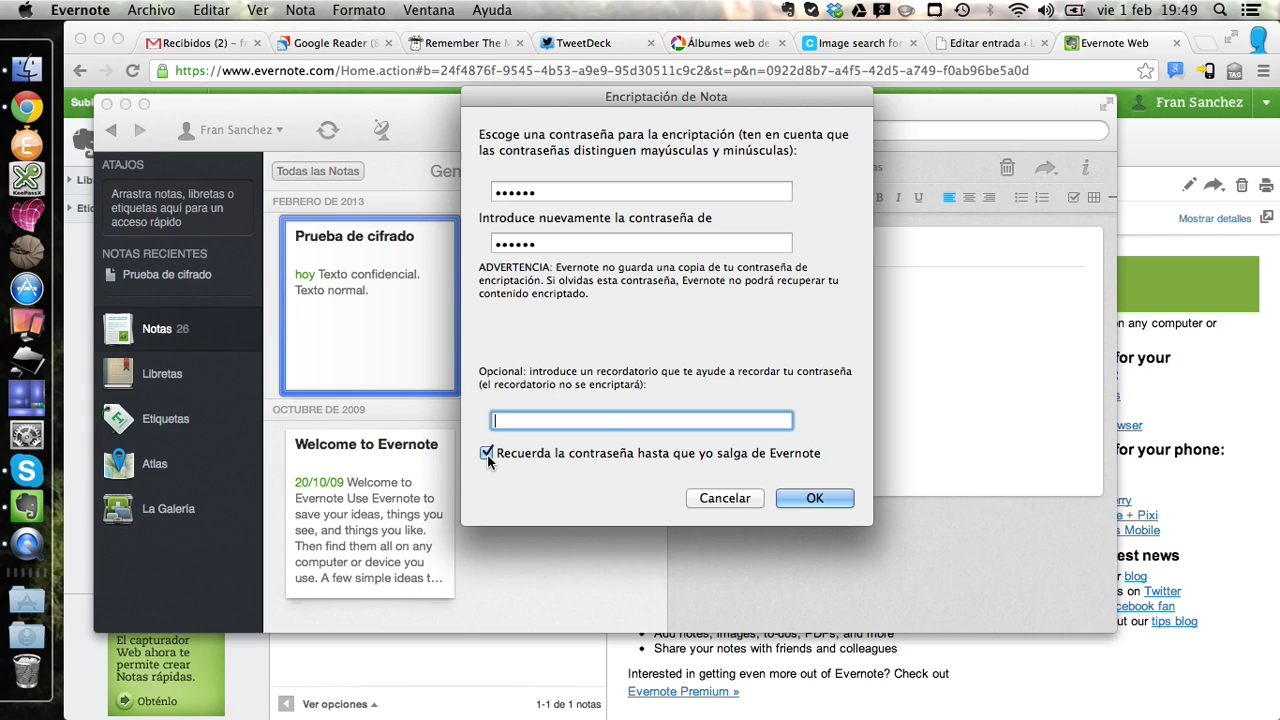 Evernote Archivo Editar Ver Nota Formato Ventana Ayuda vie 1 feb 19:49
Recibidos (2) – fr
Google Reader
Remember The M
TweetDeck
Álbumes web de
Image search for
Editar entrada ‹ L
Evernote Web
https://www.evernote.com/Home.action#b=24f4876f-9545-4b53-a9e9-95d30511c9c2&st=p&n=0922d8b7-a4f5-42d5-a749-f0ab96be5a0d
Fran Sanchez
Mostrar detalles
Fran Sanchez
ATAJOS
Arrastra notas, libretas o
etiquetas aquí para un
acceso rápido
NOTAS RECIENTES
Prueba de cifrado
Notas 26
Libretas
Etiquetas
Atlas
La Galería
Todas las Notas
Gen
FEBRERO DE 2013
Prueba de cifrado
hoy Texto confidencial.
Texto normal.
OCTUBRE DE 2009
Welcome to Evernote
20/10/09 Welcome to
Evernote Use Evernote to
save your ideas, things you
see, and things you like.
Then find them all on any
computer or device you
use. A few simple ideas t…
Encriptación de Nota
Escoge una contraseña para la encriptación (ten en cuenta que
las contraseñas distinguen mayúsculas y minúsculas):
••••••
Introduce nuevamente la contraseña de
••••••
ADVERTENCIA: Evernote no guarda una copia de tu contraseña de
encriptación. Si olvidas esta contraseña, Evernote no podrá recuperar tu
contenido encriptado.
Opcional: introduce un recordatorio que te ayude a recordar tu contraseña
(el recordatorio no se encriptará):
Recuerda la contraseña hasta que yo salga de Evernote
Cancelar OK
B I U
n any computer or
for your
wser
for your phone?
rry
e + Pixi
s Mobile
test news
r blog
s on Twitter
cebook fan
ut our tips blog
Add notes, images, to-dos, PDFs, and more
• Share your notes with friends and colleagues
Interested in getting even more out of Evernote? Check out
Evernote Premium »
El capturador
Web ahora te
permite crear
Notas rápidas.
Obténlo
Ver opciones
1-1 de 1 notas